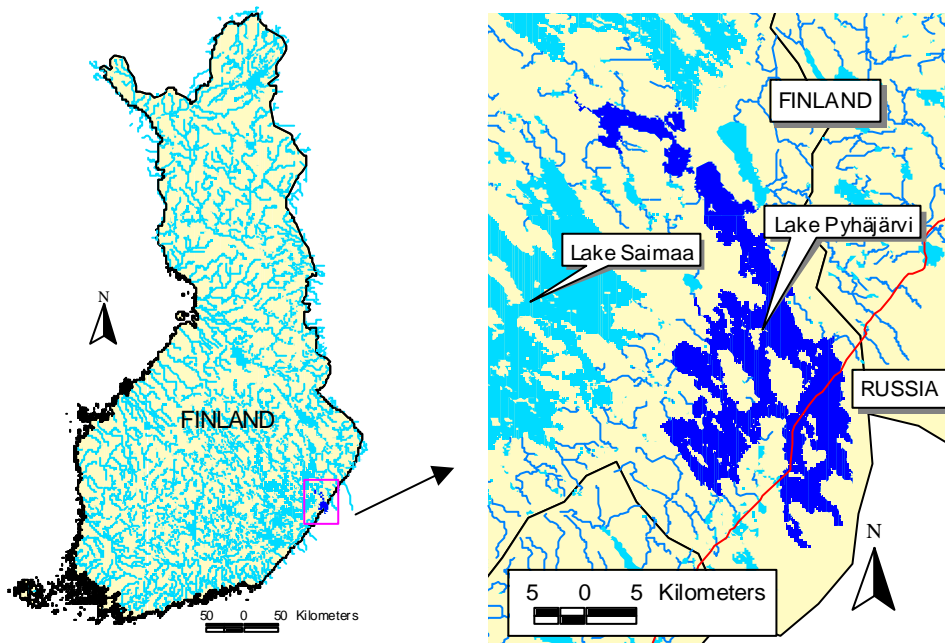 N
FINLAND
50 0 50 Kilometers
FINLAND
Lake Pyhäjärvi
Lake Saimaa
RUSSIA
N
5 0 5 Kilometers